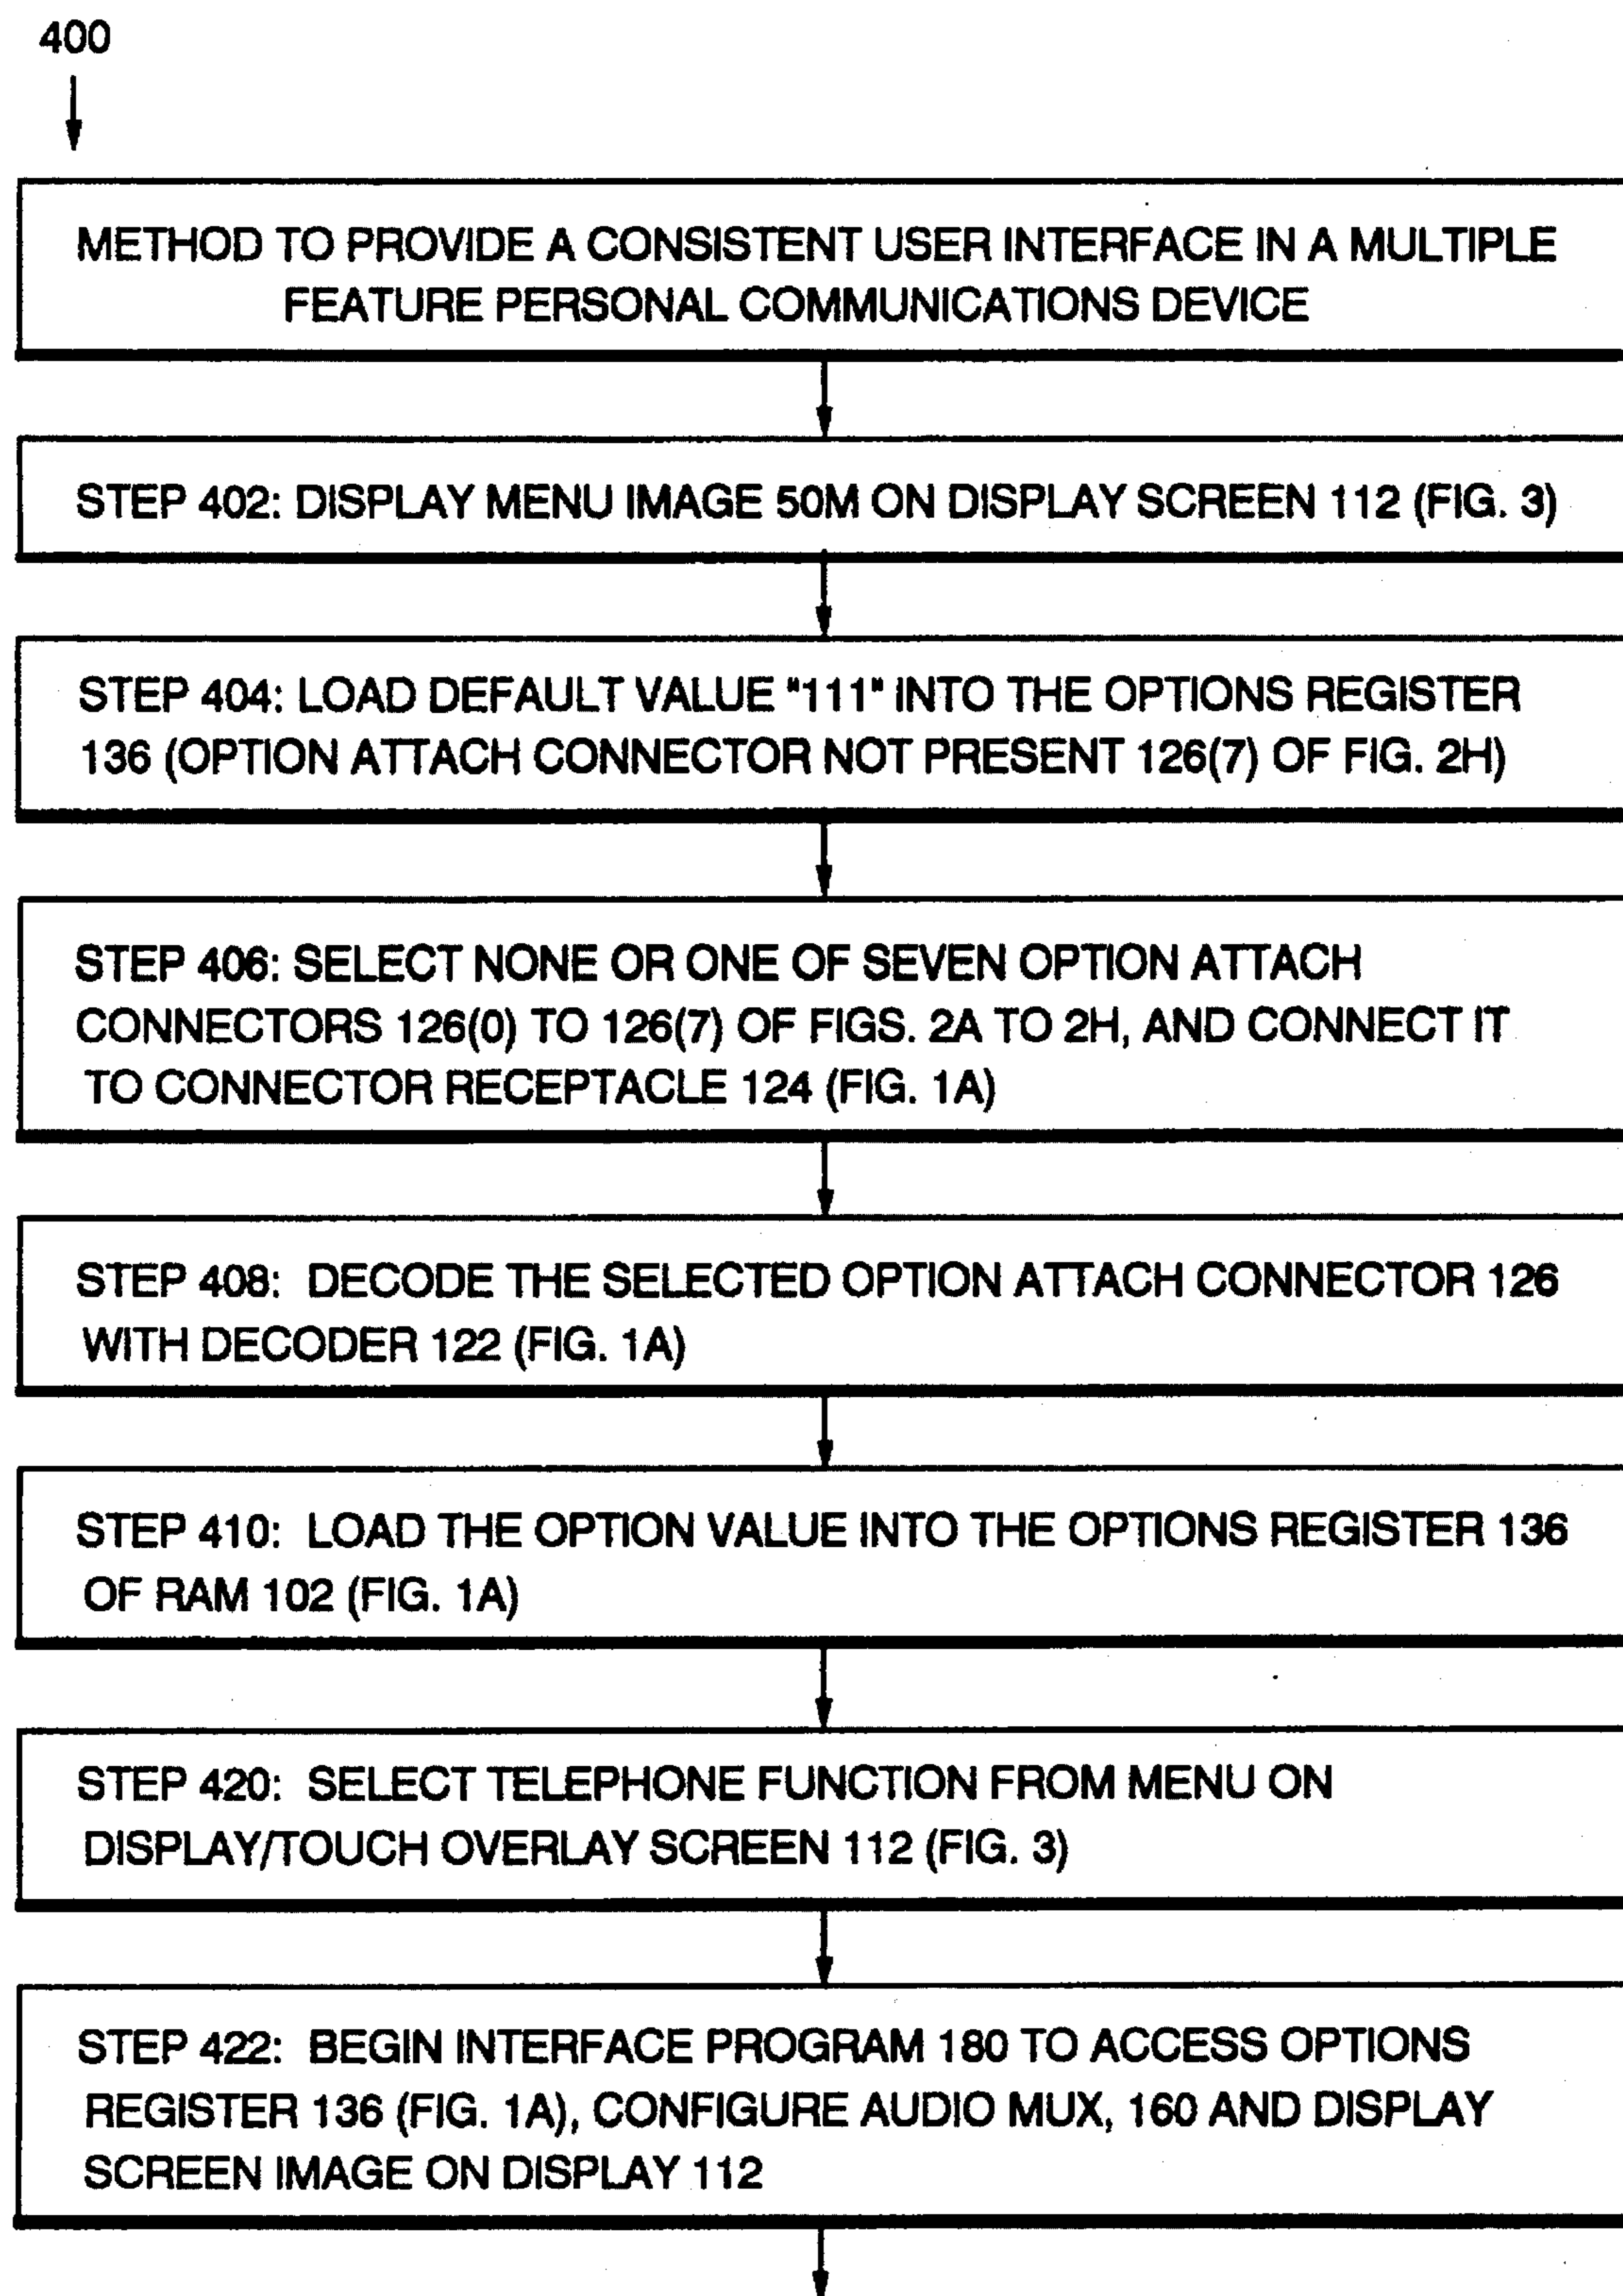 400
METHOD TO PROVIDE A CONSISTENT USER INTERFACE IN A MULTIPLE
FEATURE PERSONAL COMMUNICATIONS DEVICE
STEP 402: DISPLAY MENU IMAGE 50M ON DISPLAY SCREEN 112 (FIG. 3)
STEP 404: LOAD DEFAULT VALUE "111" INTO THE OPTIONS REGISTER
136 (OPTION ATTACH CONNECTOR NOT PRESENT 126(7) OF FIG. 2H)
STEP 406: SELECT NONE OR ONE OF SEVEN OPTION ATTACH
CONNECTORS 126(0) TO 126(7) OF FIGS. 2A TO 2H, AND CONNECT IT
TO CONNECTOR RECEPTACLE 124 (FIG. 1A)
STEP 408: DECODE THE SELECTED OPTION ATTACH CONNECTOR 126
WITH DECODER 122 (FIG. 1A)
STEP 410: LOAD THE OPTION VALUE INTO THE OPTIONS REGISTER 136
OF RAM 102 (FIG. 1A)
STEP 420: SELECT TELEPHONE FUNCTION FROM MENU ON
DISPLAY/TOUCH OVERLAY SCREEN 112 (FIG. 3)
STEP 422: BEGIN INTERFACE PROGRAM 180 TO ACCESS OPTIONS
REGISTER 136 (FIG. 1A), CONFIGURE AUDIO MUX, 160 AND DISPLAY
SCREEN IMAGE ON DISPLAY 112